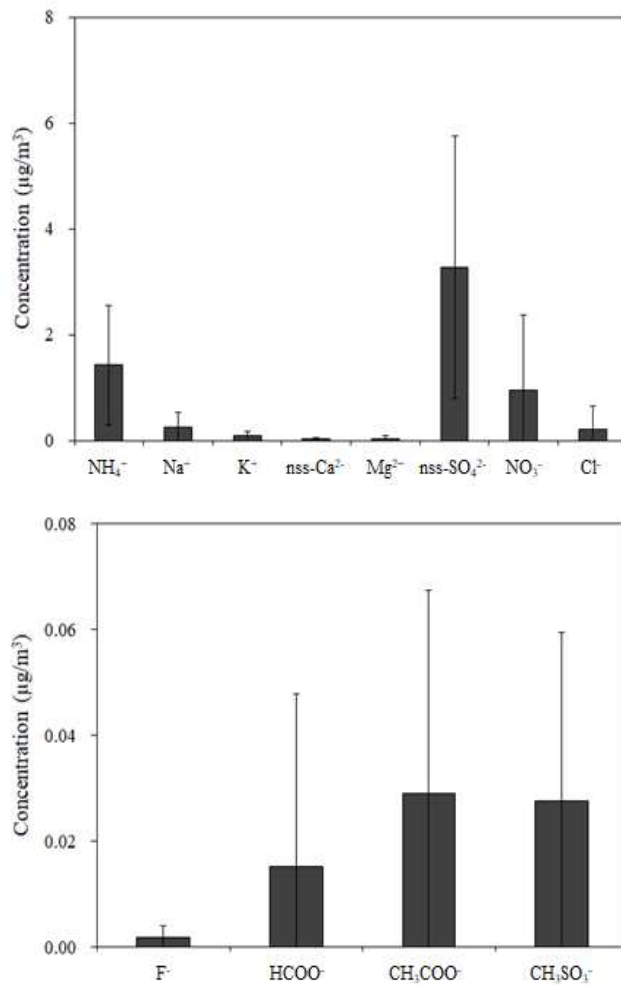 8
6
4
2
0
Concentration (µg/m³)
NH₄⁺ Na⁺ K⁺ nss-Ca²⁻ Mg²⁺ nss-SO₄²⁻ NO₃⁻ Cl⁻
0.08
0.06
0.04
0.02
0.00
Concentration (µg/m³)
F⁻ HCOO⁻ CH₃COO⁻ CH₃SO₃⁻